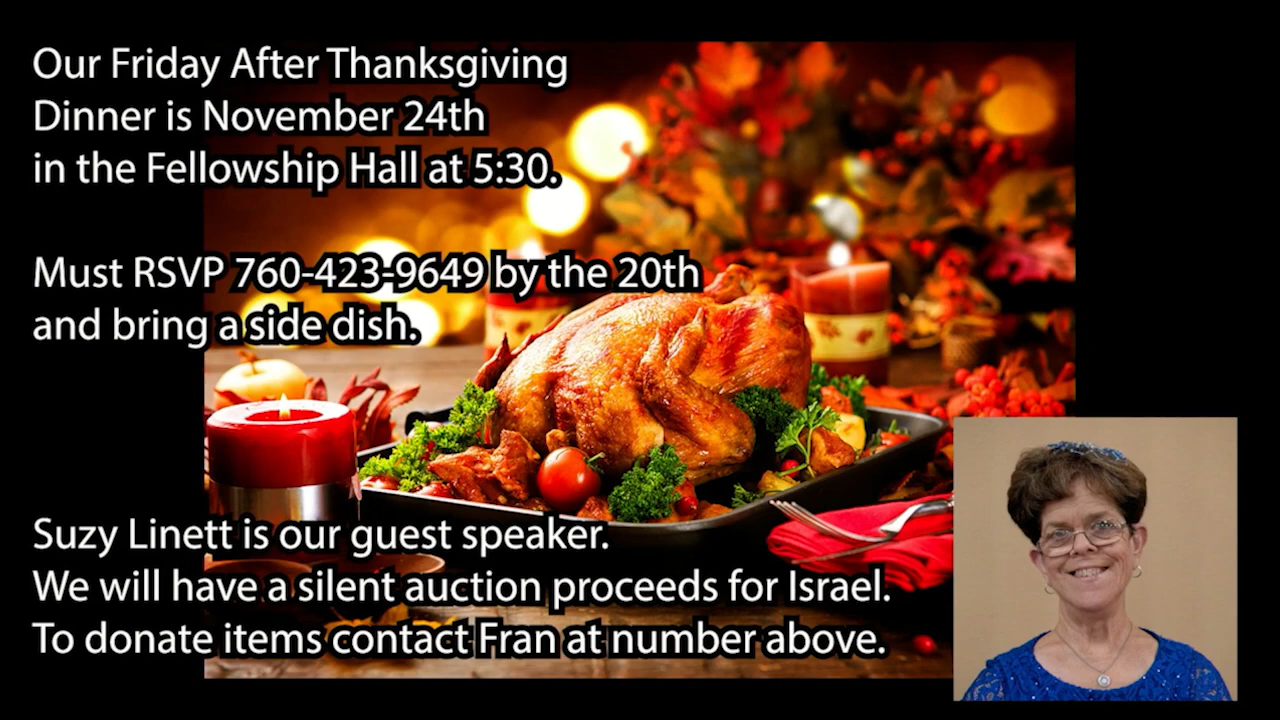 Our Friday After Thanksgiving
Dinner is November 24th
in the Fellowship Hall at 5:30.
Must RSVP 760-423-9649 by the 20th
and bring a side dish.
Suzy Linett is our guest speaker.
We will have a silent auction proceeds for Israel.
To donate items contact Fran at number above.